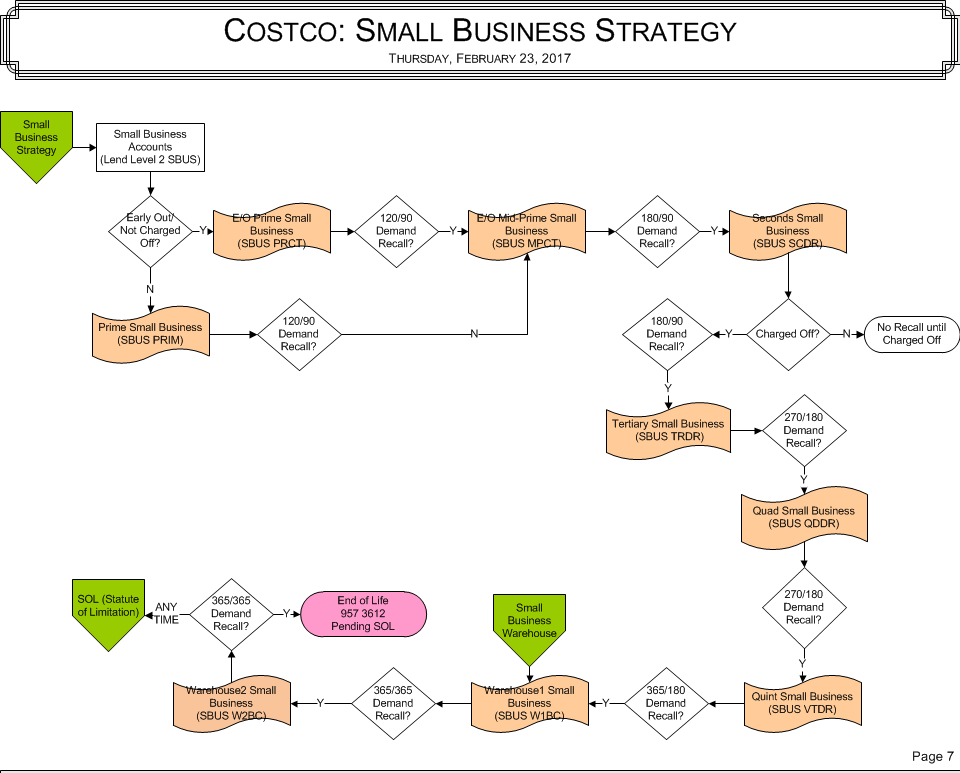 COSTCO: SMALL BUSINESS STRATEGY
THURSDAY, FEBRUARY 23, 2017
Small
Business
Strategy
Small Business
Accounts
(Lend Level 2 SBUS)
Early Out/
Not Charged
Off?
Y
E/O Prime Small
Business
(SBUS PRCT)
120/90
Demand
Recall?
Y
E/O Mid-Prime Small
Business
(SBUS MPCT)
180/90
Demand
Recall?
Y
Seconds Small
Business
(SBUS SCDR)
N
Prime Small Business
(SBUS PRIM)
120/90
Demand
Recall?
N
180/90
Demand
Recall?
Y
Charged Off?
N
No Recall until
Charged Off
Y
Tertiary Small Business
(SBUS TRDR)
270/180
Demand
Recall?
Y
Quad Small Business
(SBUS QDDR)
270/180
Demand
Recall?
Y
SOL (Statute
of Limitation)
ANY
TIME
365/365
Demand
Recall?
Y
End of Life
957 3612
Pending SOL
Small
Business
Warehouse
Warehouse2 Small
Business
(SBUS W2BC)
Y
365/365
Demand
Recall?
Warehouse1 Small
Business
(SBUS W1BC)
Y
365/180
Demand
Recall?
Quint Small Business
(SBUS VTDR)
Page 7